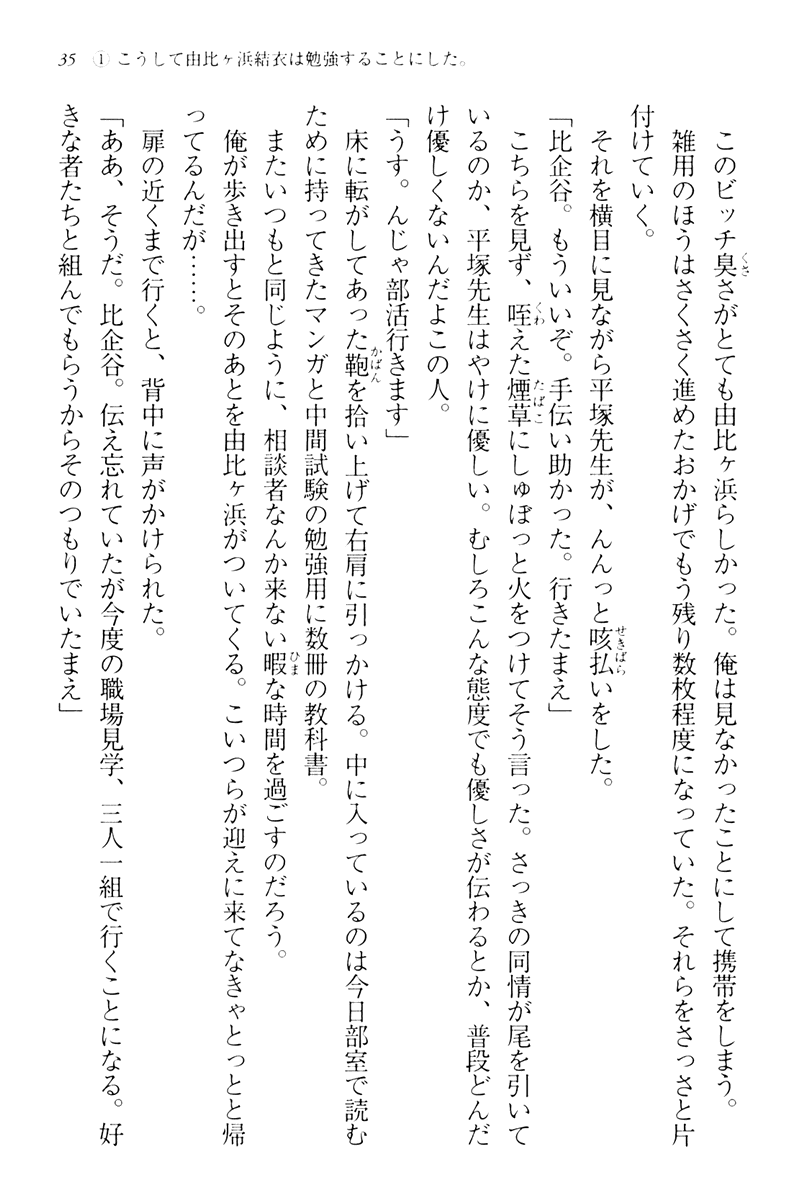 35 ① こうして由比ヶ浜結衣は勉強することにした。
このビッチ臭さがとても由比ヶ浜らしかった。俺は見なかったことにして携帯をしまう。
雑用のほうはさくさく進めたおかげでもう残り数枚程度になっていた。それらをさっさと片
付けていく。
それを横目に見ながら平塚先生が、んんっと咳払いをした。
「比企谷。もういいぞ。手伝い助かった。行きたまえ」
こちらを見ず、咥えた煙草にしゅぼっと火をつけてそう言った。さっきの同情が尾を引いて
いるのか、平塚先生はやけに優しい。むしろこんな態度でも優しさが伝わるとか、普段どんだ
け優しくないんだよこの人。
「うす。んじゃ部活行きます」
床に転がしてあった鞄を拾い上げて右肩に引っかける。中に入っているのは今日部室で読む
ために持ってきたマンガと中間試験の勉強用に数冊の教科書。
またいつもと同じように、相談者なんか来ない暇な時間を過ごすのだろう。
俺が歩き出すとそのあとを由比ヶ浜がついてくる。こいつらが迎えに来てなきゃとっとと帰
ってるんだが……。
扉の近くまで行くと、背中に声がかけられた。
「ああ、そうだ。比企谷。伝え忘れていたが今度の職場見学、三人一組で行くことになる。好
きな者たちと組んでもらうからそのつもりでいたまえ」